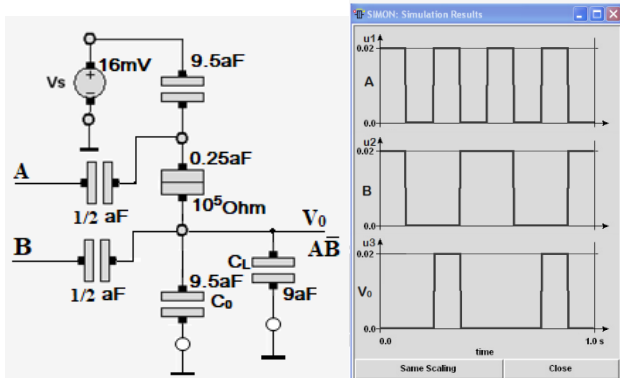 16mV
Vs
9.5aF
A
0.25aF
10⁵Ohm
1/2 aF
B
V₀
AB̅
1/2 aF
9.5aF
C₀
C_L
9aF
SIMON: Simulation Results
u1
0.02
A
0.0
u2
0.02
B
0.0
u3
0.02
V₀
0.0
0.0
time
1.0 s
Same Scaling
Close